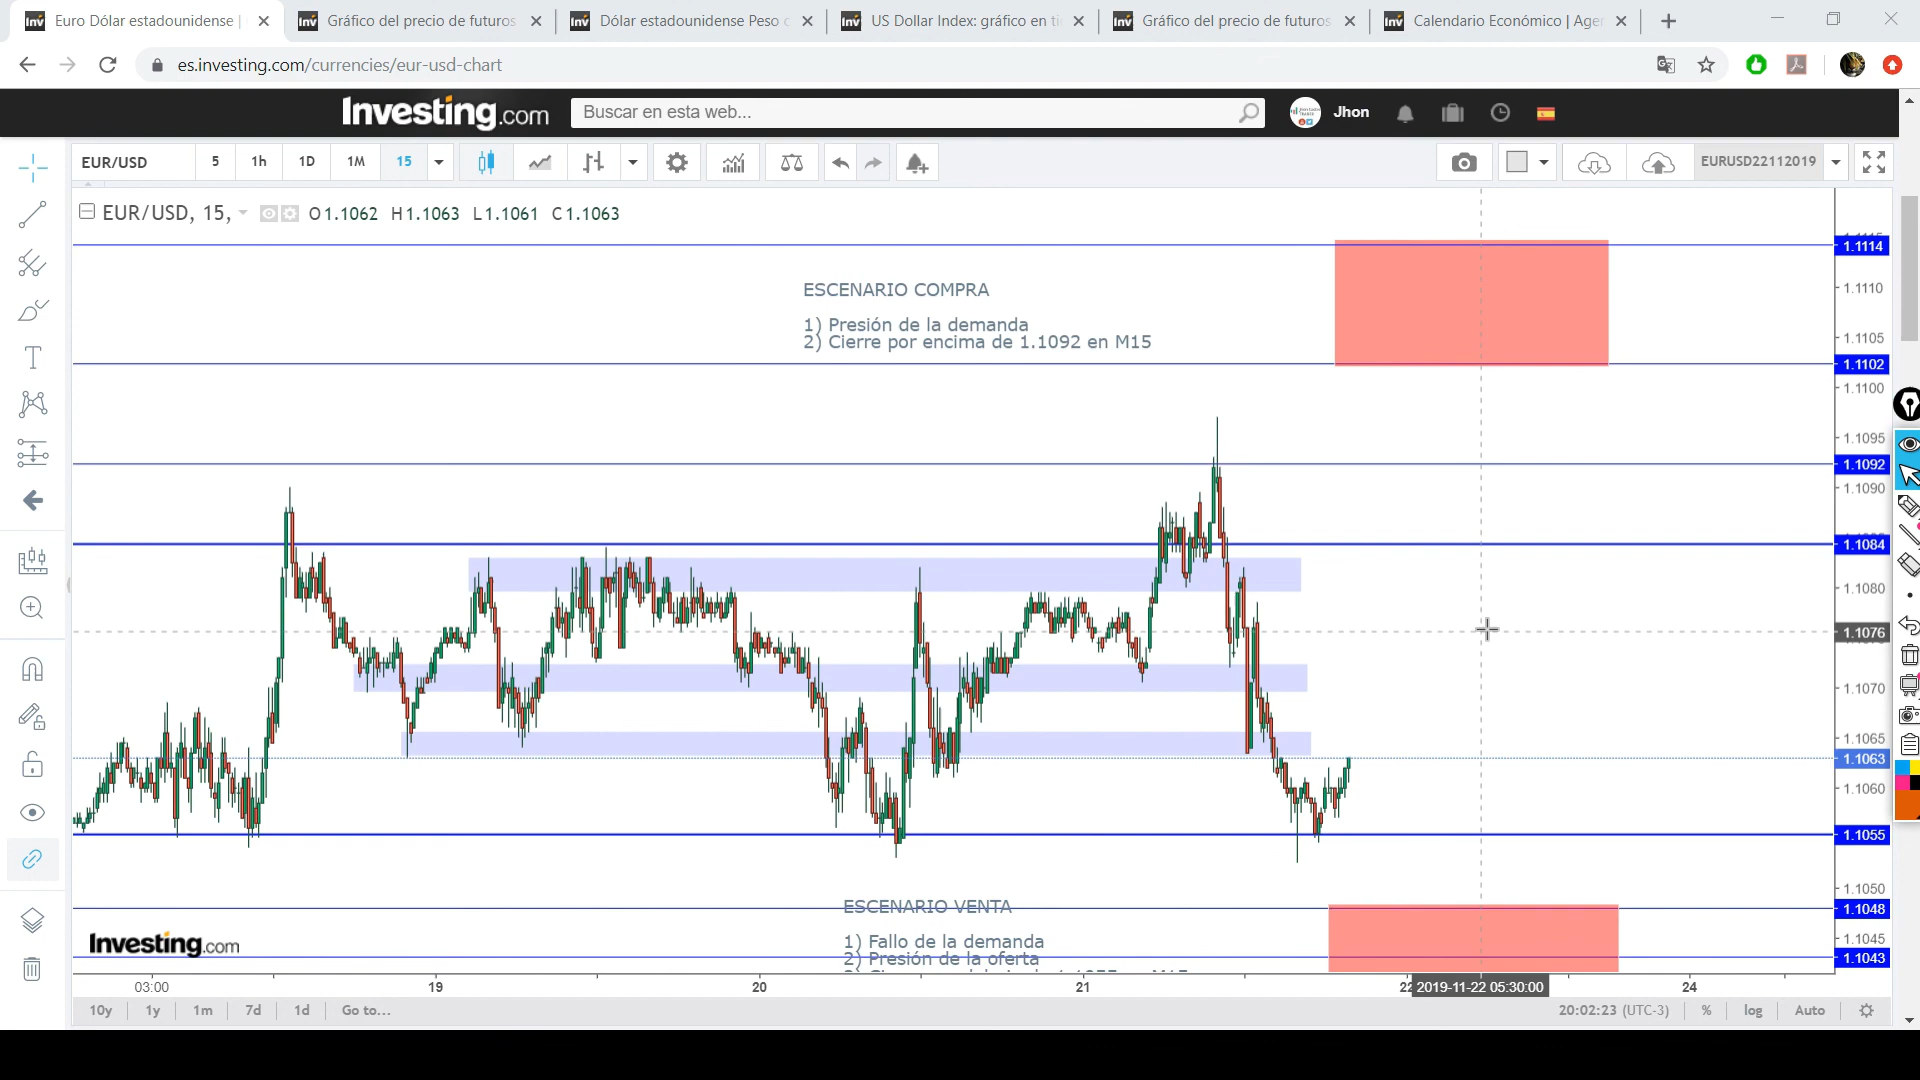 Euro Dólar estadounidense |
Gráfico del precio de futuros
Dólar estadounidense Peso c
US Dollar Index: gráfico en ti
Gráfico del precio de futuros
Calendario Económico | Age
es.investing.com/currencies/eur-usd-chart
Investing.com
Buscar en esta web...
Jhon
EUR/USD
5
1h
1D
1M
15
EURUSD22112019
EUR/USD, 15, O1.1062 H1.1063 L1.1061 C1.1063
1.1114
ESCENARIO COMPRA
1.1110
1) Presión de la demanda
2) Cierre por encima de 1.1092 en M15
1.1105
1.1102
1.1100
1.1095
1.1092
1.1090
1.1084
1.1080
1.1076
1.1070
1.1065
1.1063
1.1060
1.1055
1.1050
ESCENARIO VENTA
1.1048
Investing.com
1) Fallo de la demanda
1.1045
2) Presión de la oferta
1.1043
03:00 19 20 21 22 2019-11-22 05:30:00 24
10y 1y 1m 7d 1d Go to... 20:02:23 (UTC-3) % log Auto